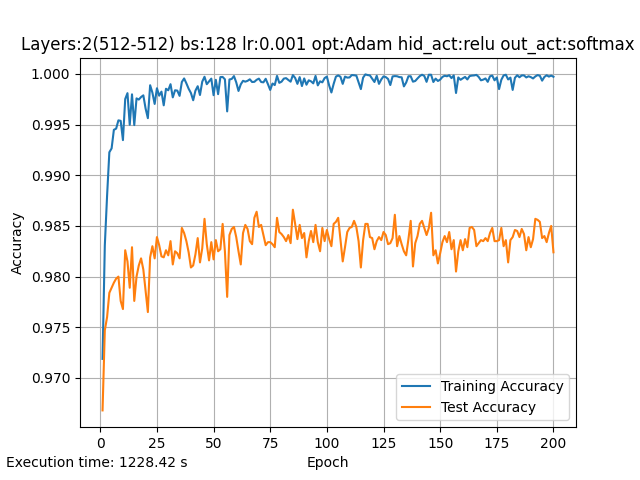 Layers:2(512-512) bs:128 lr:0.001 opt:Adam hid_act:relu out_act:softmax
1.000
0.995
0.990
0.985
0.980
0.975
0.970
Accuracy
Training Accuracy
Test Accuracy
0 25 50 75 100 125 150 175 200
Execution time: 1228.42 s
Epoch